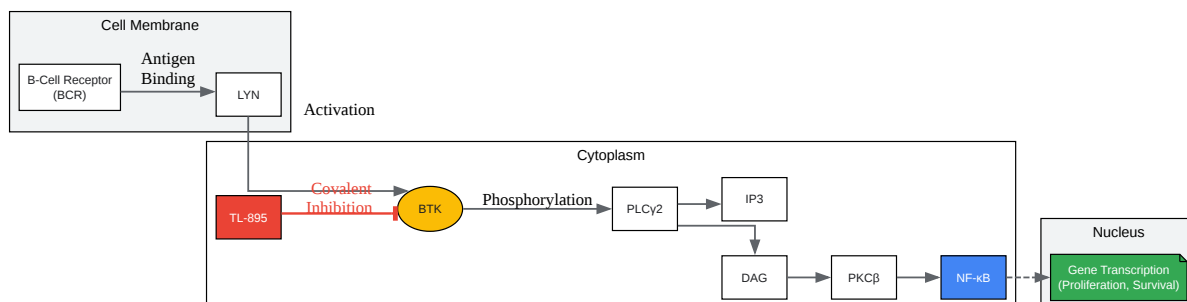 Cell Membrane
B-Cell Receptor
(BCR)
Antigen
Binding
LYN
Activation
Cytoplasm
TL-895
Covalent
Inhibition
BTK
Phosphorylation
PLCγ2
IP3
DAG
PKCβ
NF-κB
Nucleus
Gene Transcription
(Proliferation, Survival)